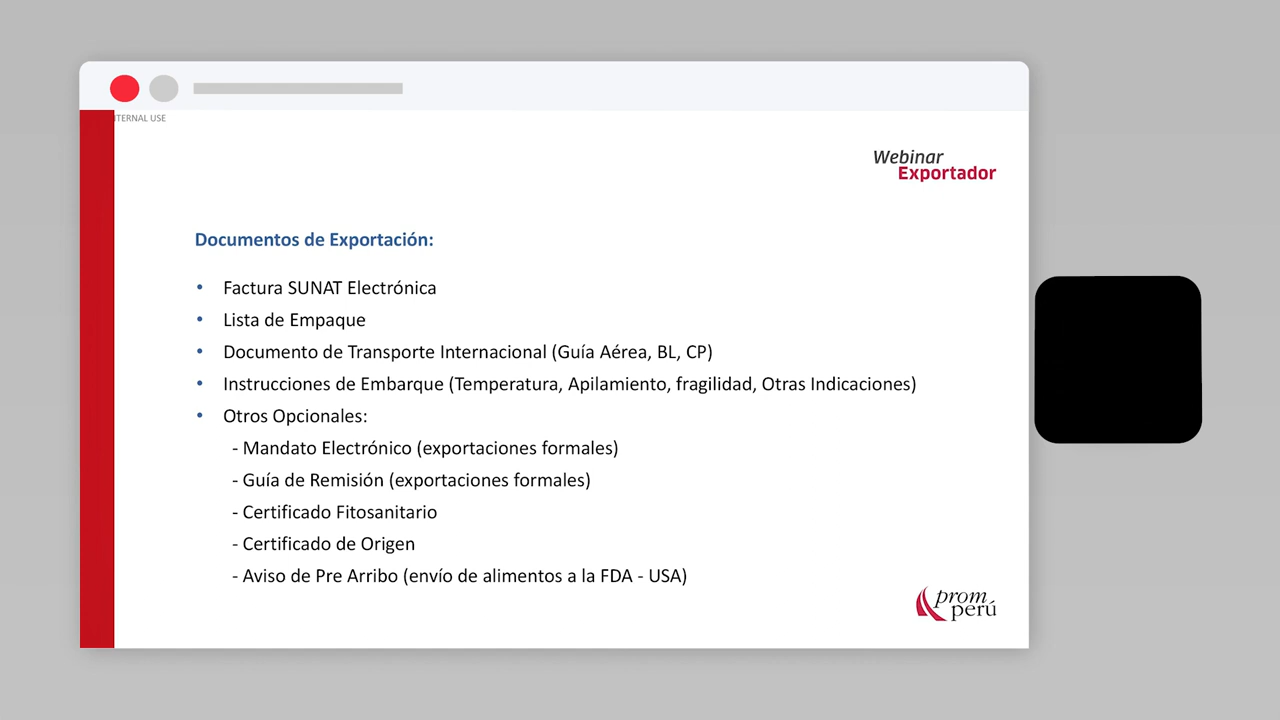 Webinar
Exportador
Documentos de Exportación:
• Factura SUNAT Electrónica
• Lista de Empaque
• Documento de Transporte Internacional (Guía Aérea, BL, CP)
• Instrucciones de Embarque (Temperatura, Apilamiento, fragilidad, Otras Indicaciones)
• Otros Opcionales:
- Mandato Electrónico (exportaciones formales)
- Guía de Remisión (exportaciones formales)
- Certificado Fitosanitario
- Certificado de Origen
- Aviso de Pre Arribo (envío de alimentos a la FDA - USA)
prom
perú